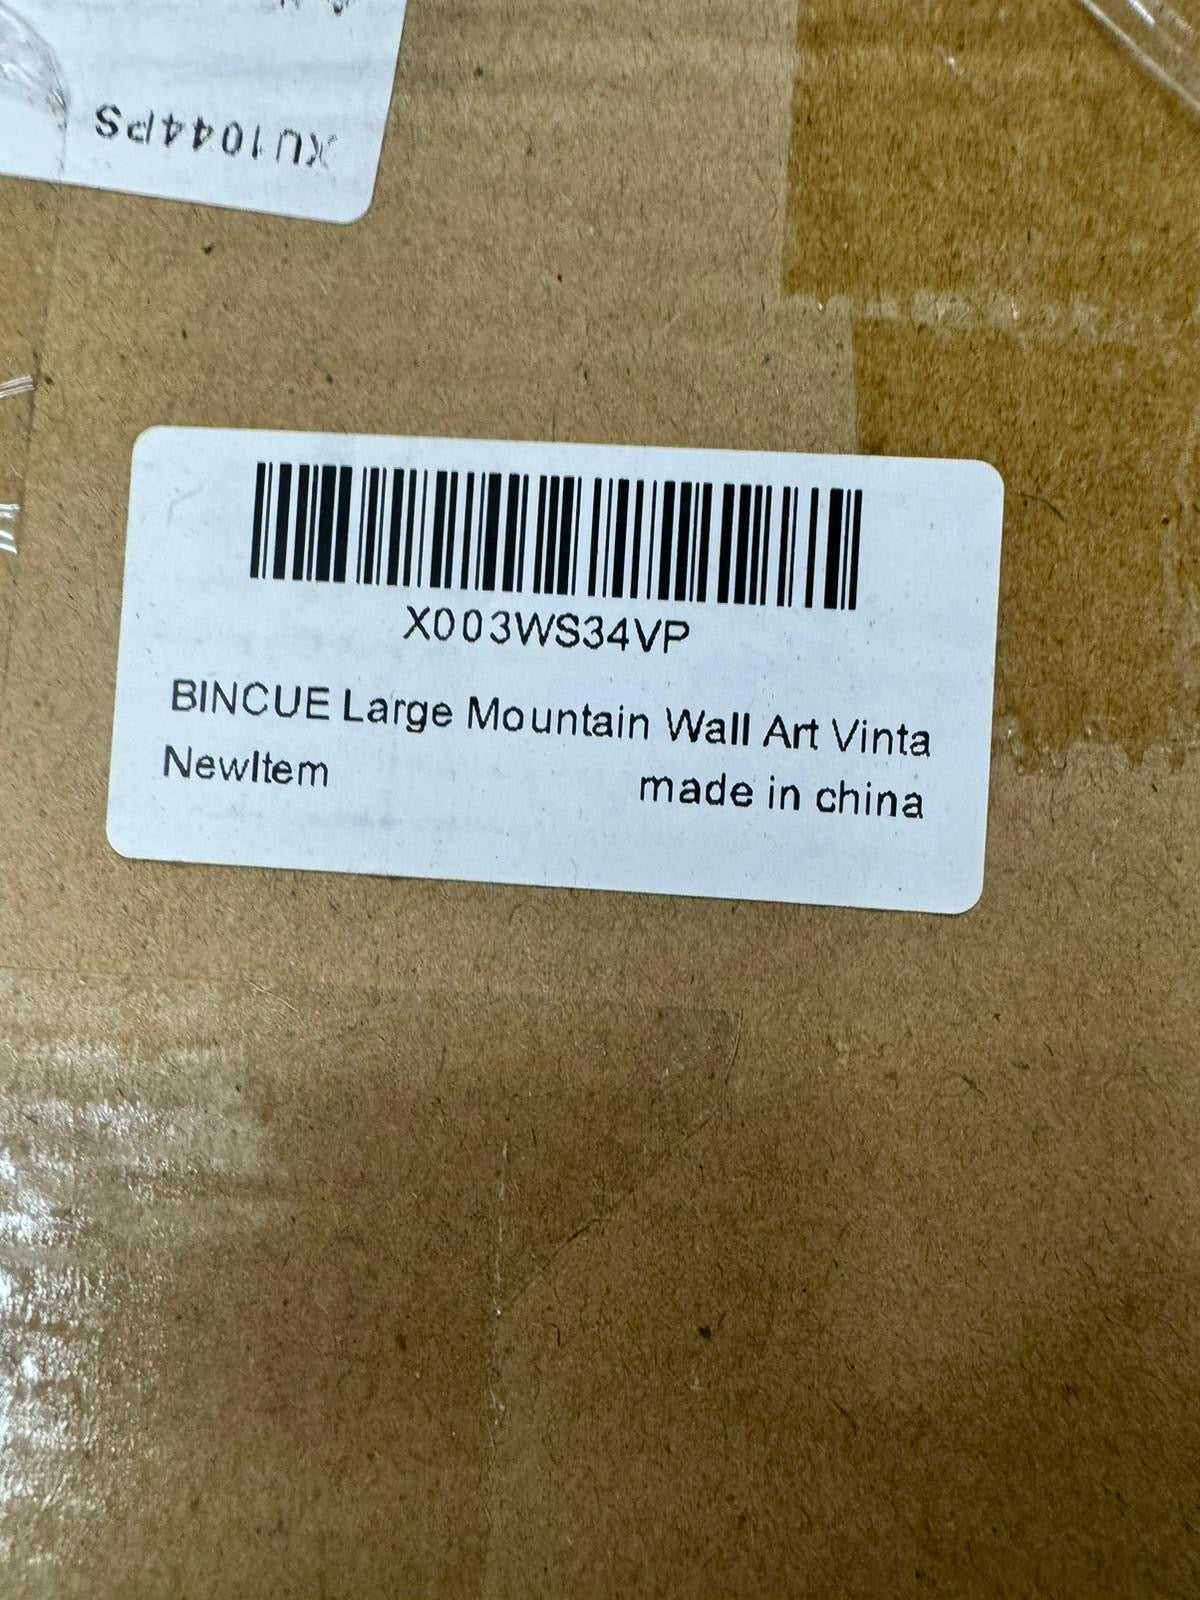 XU1044PS
X003WS34VP
BINCUE Large Mountain Wall Art Vinta
NewItem made in china